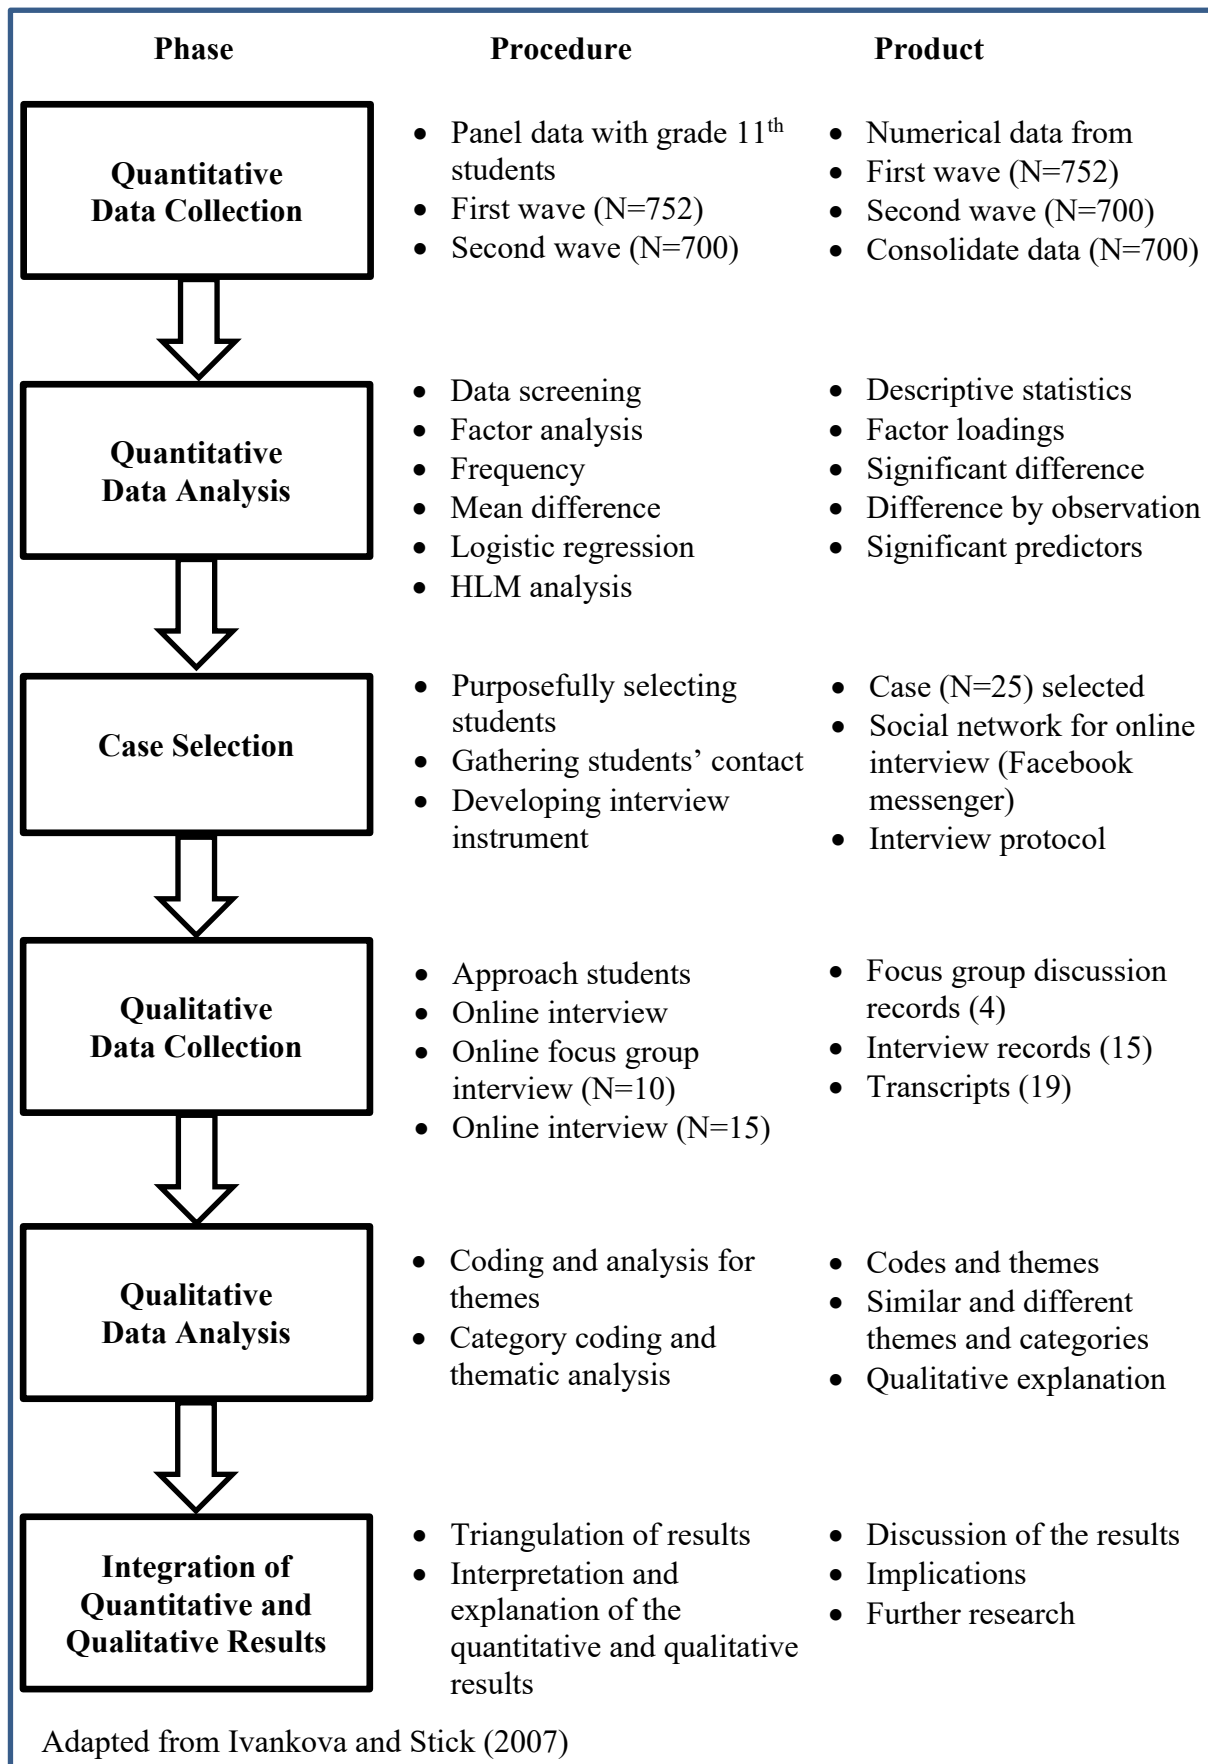 Phase Procedure Product
Quantitative
Data Collection
• Panel data with grade 11th
students
• First wave (N=752)
• Second wave (N=700)
• Numerical data from
• First wave (N=752)
• Second wave (N=700)
• Consolidate data (N=700)
Quantitative
Data Analysis
• Data screening
• Factor analysis
• Frequency
• Mean difference
• Logistic regression
• HLM analysis
• Descriptive statistics
• Factor loadings
• Significant difference
• Difference by observation
• Significant predictors
Case Selection
• Purposefully selecting
students
• Gathering students’ contact
• Developing interview
instrument
• Case (N=25) selected
• Social network for online
interview (Facebook
messenger)
• Interview protocol
Qualitative
Data Collection
• Approach students
• Online interview
• Online focus group
interview (N=10)
• Online interview (N=15)
• Focus group discussion
records (4)
• Interview records (15)
• Transcripts (19)
Qualitative
Data Analysis
• Coding and analysis for
themes
• Category coding and
thematic analysis
• Codes and themes
• Similar and different
themes and categories
• Qualitative explanation
Integration of
Quantitative and
Qualitative Results
• Triangulation of results
• Interpretation and
explanation of the
quantitative and qualitative
results
• Discussion of the results
• Implications
• Further research
Adapted from Ivankova and Stick (2007)